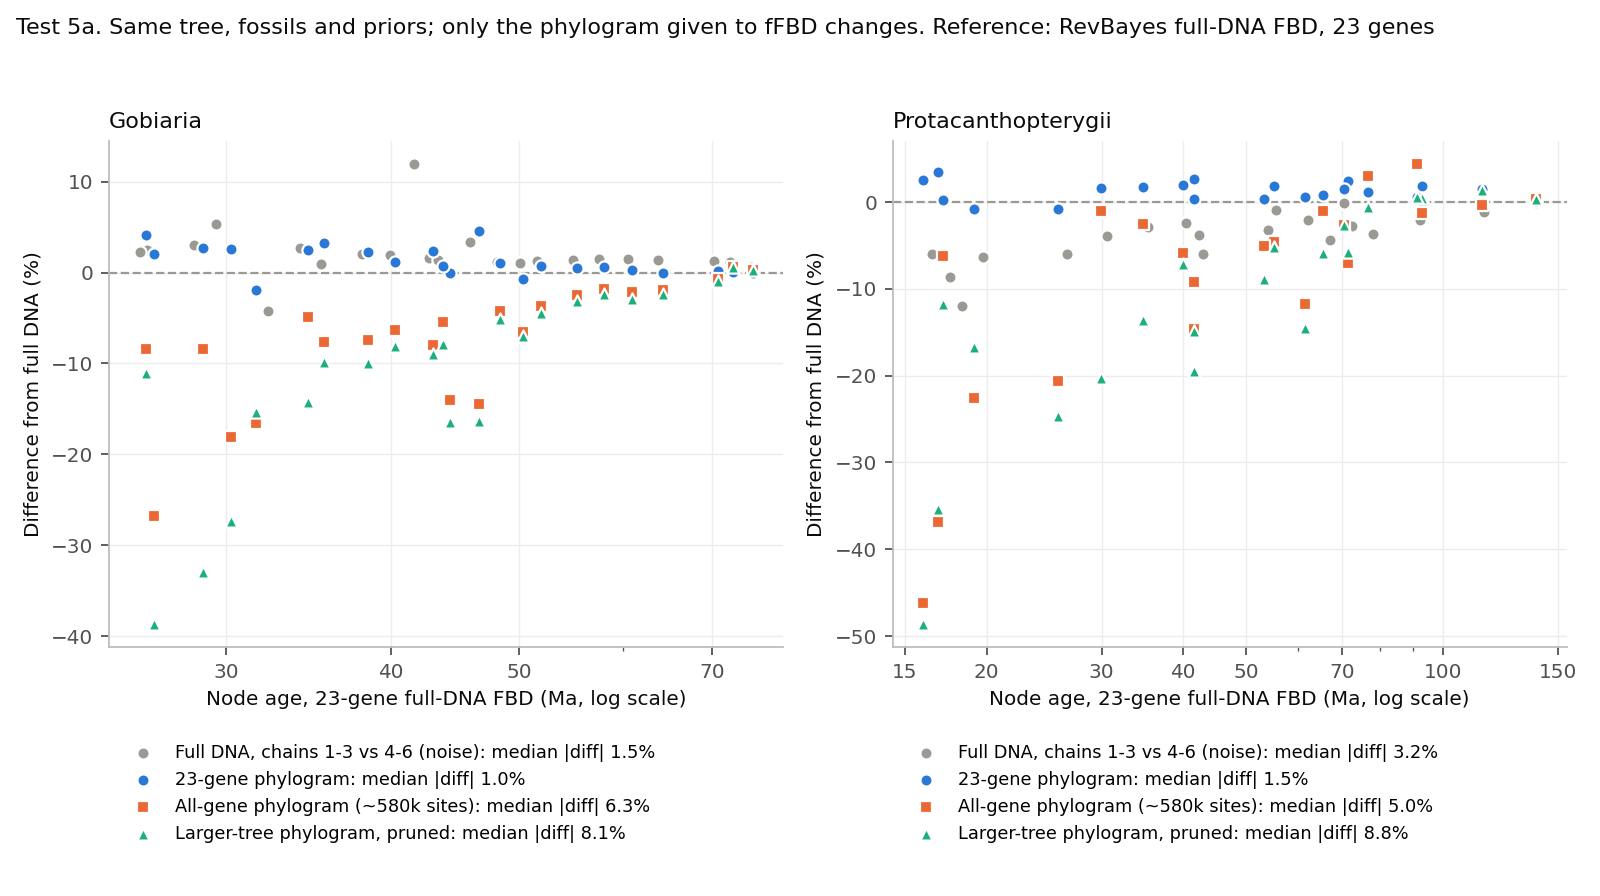 Test 5a. Same tree, fossils and priors; only the phylogram given to fFBD changes. Reference: RevBayes full-DNA FBD, 23 genes
Gobiaria
Difference from full DNA (%)
10
0
−10
−20
−30
−40
30
40
50
70
Node age, 23-gene full-DNA FBD (Ma, log scale)
Full DNA, chains 1-3 vs 4-6 (noise): median |diff| 1.5%
23-gene phylogram: median |diff| 1.0%
All-gene phylogram (~580k sites): median |diff| 6.3%
Larger-tree phylogram, pruned: median |diff| 8.1%
Protacanthopterygii
Difference from full DNA (%)
0
−10
−20
−30
−40
−50
15
20
30
40
50
70
100
150
Node age, 23-gene full-DNA FBD (Ma, log scale)
Full DNA, chains 1-3 vs 4-6 (noise): median |diff| 3.2%
23-gene phylogram: median |diff| 1.5%
All-gene phylogram (~580k sites): median |diff| 5.0%
Larger-tree phylogram, pruned: median |diff| 8.8%